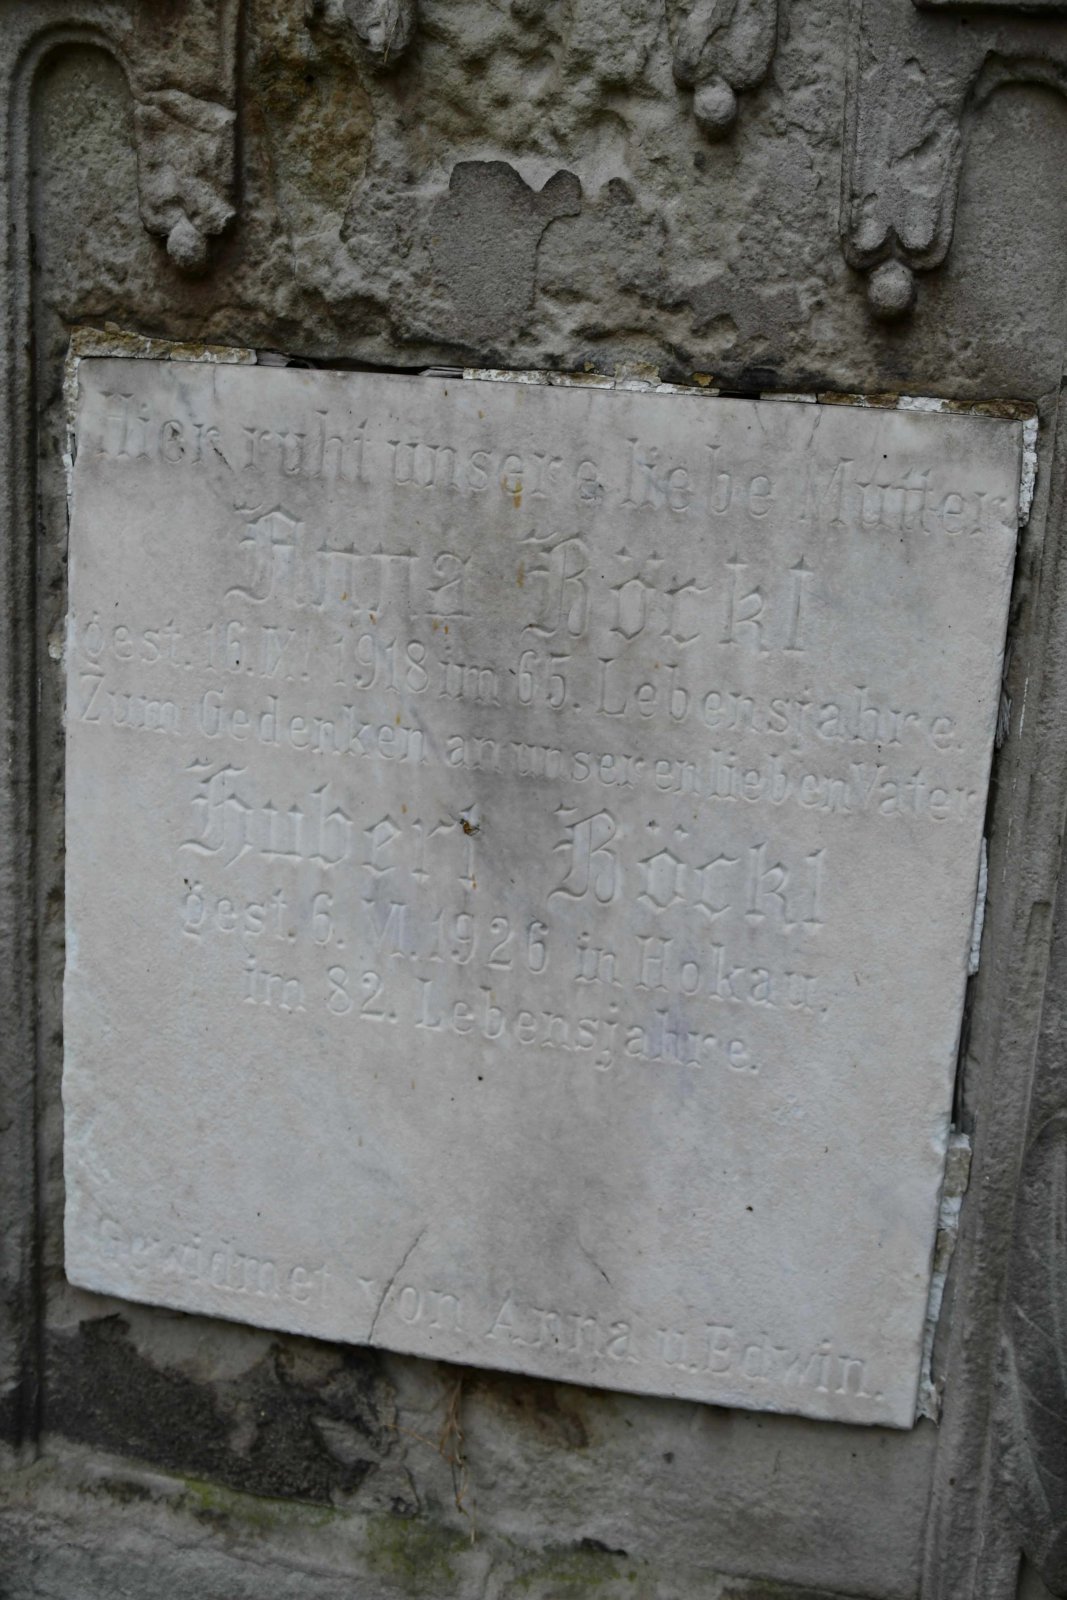 Hier ruht unsere liebe Mutter
Anna Böckl
gest. 16. IX. 1918 im 65. Lebensjahre.
Zum Gedenken an unseren lieben Vater
Hubert Böckl
gest. 6. VI. 1926 in Hokau,
im 82. Lebensjahre.
Gewidmet von Anna u. Edwin.